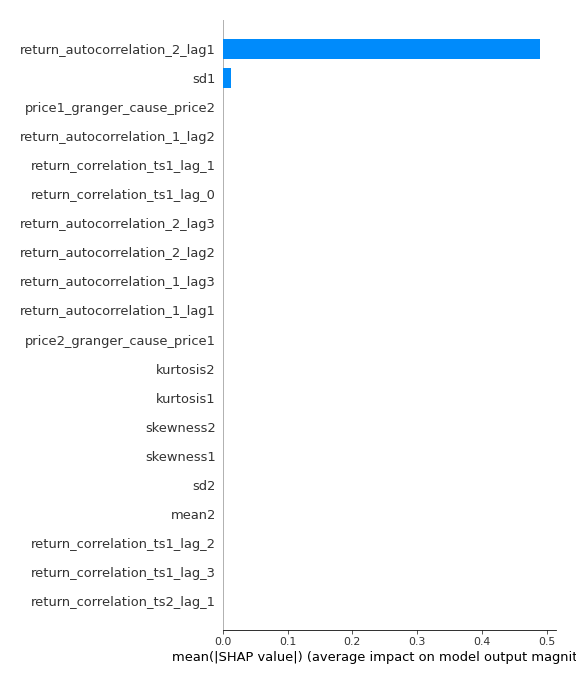 return_autocorrelation_2_lag1
sd1
price1_granger_cause_price2
return_autocorrelation_1_lag2
return_correlation_ts1_lag_1
return_correlation_ts1_lag_0
return_autocorrelation_2_lag3
return_autocorrelation_2_lag2
return_autocorrelation_1_lag3
return_autocorrelation_1_lag1
price2_granger_cause_price1
kurtosis2
kurtosis1
skewness2
skewness1
sd2
mean2
return_correlation_ts1_lag_2
return_correlation_ts1_lag_3
return_correlation_ts2_lag_1
0.0 0.1 0.2 0.3 0.4 0.5
mean(|SHAP value|) (average impact on model output magnit